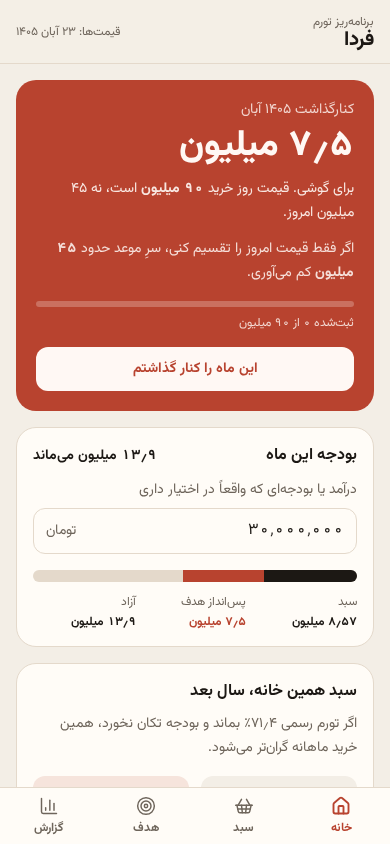 برنامه‌ریز تورم
فردا
قیمت‌ها: ۲۳ آبان ۱۴۰۵
کنارگذاشت ۱۴۰۵ آبان
۷٫۵ میلیون
برای گوشی. قیمت روز خرید ۹۰ میلیون است، نه ۴۵
میلیون امروز.
اگر فقط قیمت امروز را تقسیم کنی، سرِ موعد حدود ۴۵
میلیون کم می‌آوری.
ثبت‌شده ۰ از ۹۰ میلیون
این ماه را کنار گذاشتم
بودجه این ماه
۱۳٫۹ میلیون می‌ماند
درآمد یا بودجه‌ای که واقعاً در اختیار داری
۳۰,۰۰۰,۰۰۰
تومان
سبد
پس‌انداز هدف
آزاد
۸٫۵۷ میلیون
۷٫۵ میلیون
۱۳٫۹ میلیون
سبد همین خانه، سال بعد
اگر تورم رسمی ۷۱٫۴٪ بماند و بودجه تکان نخورد، همین
خرید ماهانه گران‌تر می‌شود.
خانه
سبد
هدف
گزارش